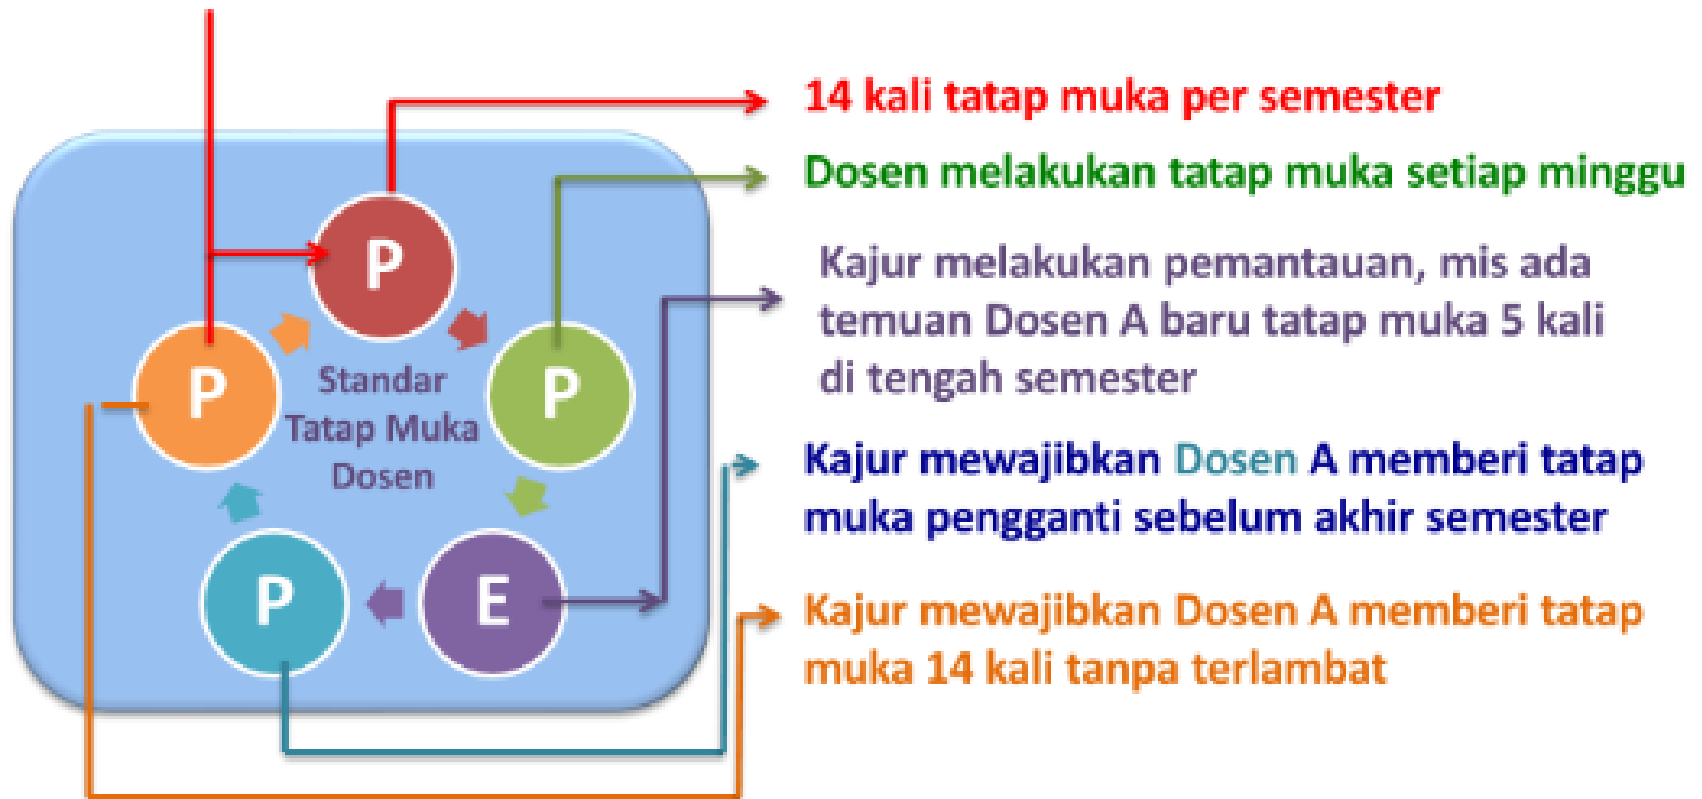 14 kali tatap muka per semester
Dosen melakukan tatap muka setiap minggu
Kajur melakukan pemantauan, mis ada
temuan Dosen A baru tatap muka 5 kali
di tengah semester
Kajur mewajibkan Dosen A memberi tatap
muka pengganti sebelum akhir semester
Kajur mewajibkan Dosen A memberi tatap
muka 14 kali tanpa terlambat
P
P
E
P
P
Standar
Tatap Muka
Dosen